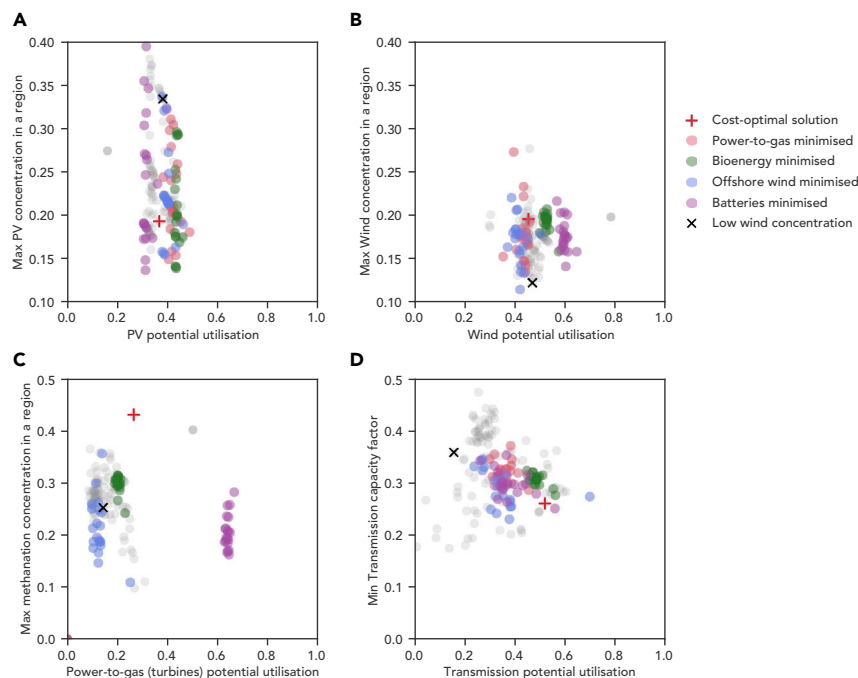 A
Max PV concentration in a region
0.40
0.35
0.30
0.25
0.20
0.15
0.10
0.0 0.2 0.4 0.6 0.8 1.0
PV potential utilisation
B
Max Wind concentration in a region
0.40
0.35
0.30
0.25
0.20
0.15
0.10
0.0 0.2 0.4 0.6 0.8 1.0
Wind potential utilisation
Cost-optimal solution
Power-to-gas minimised
Bioenergy minimised
Offshore wind minimised
Batteries minimised
Low wind concentration
C
Max methanation concentration in a region
0.5
0.4
0.3
0.2
0.1
0.0
0.0 0.2 0.4 0.6 0.8 1.0
Power-to-gas (turbines) potential utilisation
D
Min Transmission capacity factor
0.5
0.4
0.3
0.2
0.1
0.0
0.0 0.2 0.4 0.6 0.8 1.0
Transmission potential utilisation